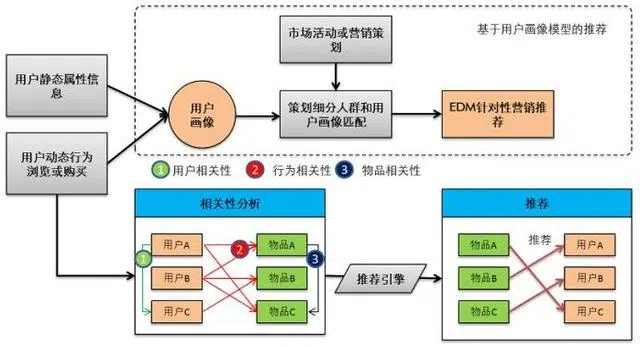 市场活动或营销策
划
基于用户画像模型的推荐
用户静态属性信
息
用户
画像
策划细分人群和用
户画像匹配
EDM针对性营销推
荐
用户动态行为
浏览或购买
1 用户相关性
2 行为相关性
3 物品相关性
相关性分析
推荐
用户A
2
物品A
1
3
用户B
物品B
用户C
物品C
推荐引擎
物品A
推荐
用户A
物品B
用户B
物品C
用户C